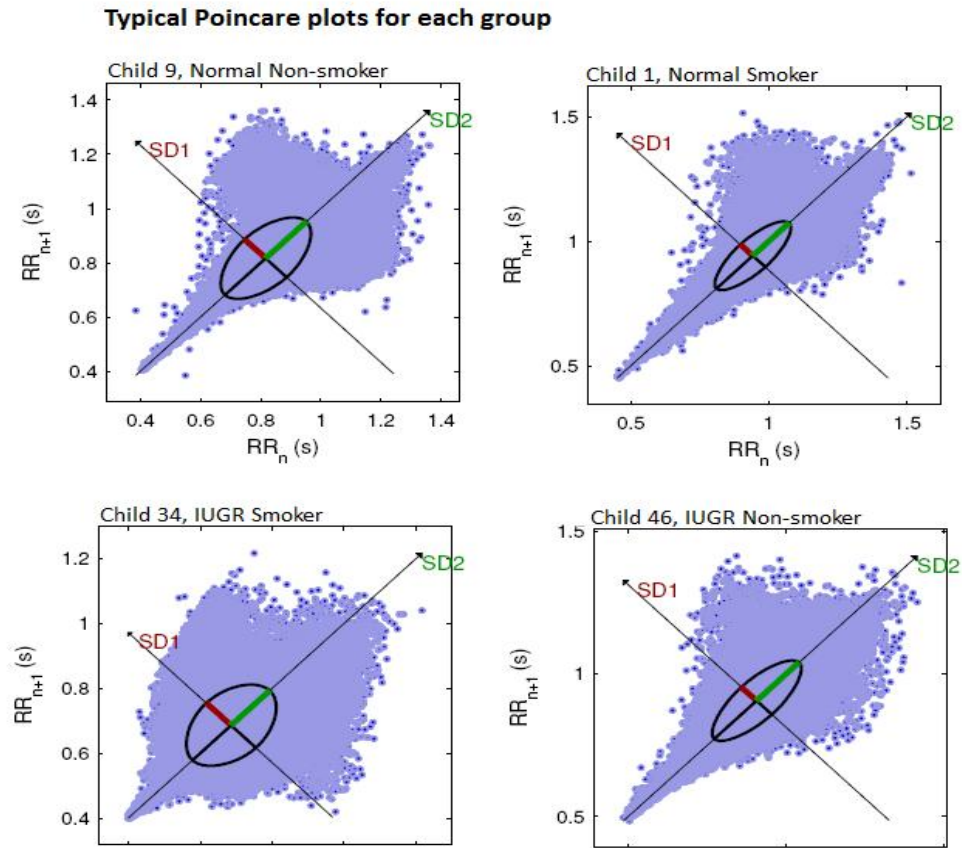 Typical Poincare plots for each group
Child 9, Normal Non-smoker
1.4
1.2
1
0.8
0.6
0.4
RRn+1 (s)
SD1
SD2
0.4 0.6 0.8 1 1.2 1.4
RRn (s)
Child 1, Normal Smoker
1.5
1
0.5
RRn+1 (s)
SD1
SD2
0.5 1 1.5
RRn (s)
Child 34, IUGR Smoker
1.2
1
0.8
0.6
0.4
RRn+1 (s)
SD1
SD2
Child 46, IUGR Non-smoker
1.5
1
0.5
RRn+1 (s)
SD1
SD2